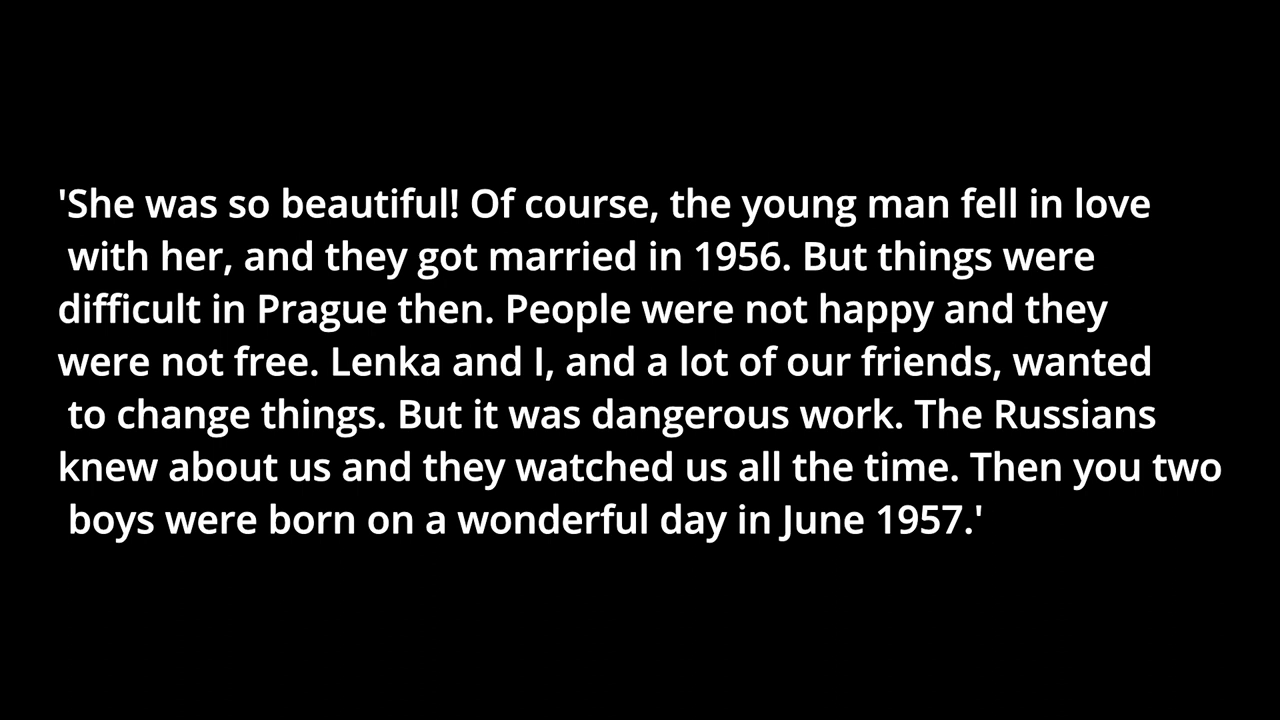 'She was so beautiful! Of course, the young man fell in love
with her, and they got married in 1956. But things were
difficult in Prague then. People were not happy and they
were not free. Lenka and I, and a lot of our friends, wanted
to change things. But it was dangerous work. The Russians
knew about us and they watched us all the time. Then you two
boys were born on a wonderful day in June 1957.'